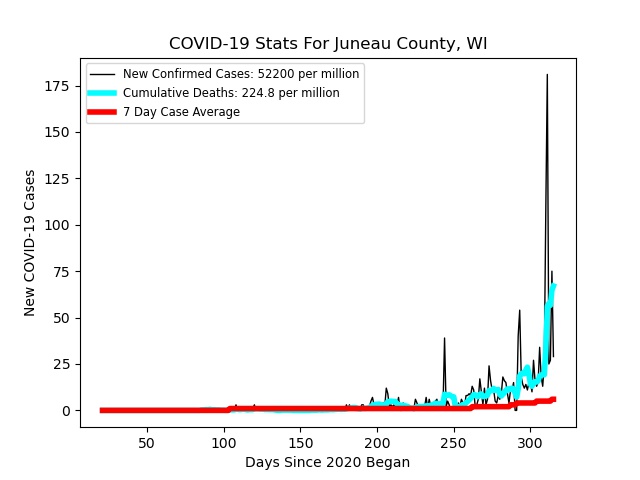 COVID-19 Stats For Juneau County, WI
New Confirmed Cases: 52200 per million
Cumulative Deaths: 224.8 per million
7 Day Case Average
175
150
125
100
75
50
25
0
New COVID-19 Cases
50 100 150 200 250 300
Days Since 2020 Began